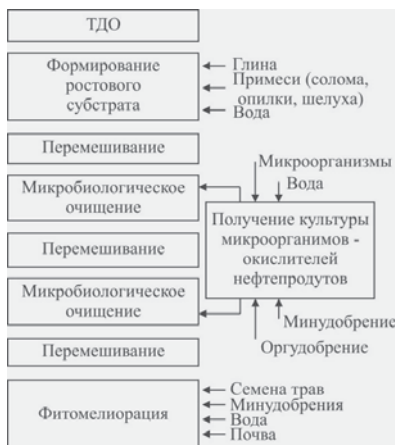 ТДО
Формирование
ростового
субстрата
Глина
Примеси (солома,
опилки, шелуха)
Вода
Перемешивание
Микробиологическое
очищение
Перемешивание
Микробиологическое
очищение
Перемешивание
Микроорганизмы
Вода
Получение культуры
микроорганимов -
окислителей
нефтепродутов
Минудобрение
Оргудобрение
Фитомелиорация
Семена трав
Минудобрения
Вода
Почва